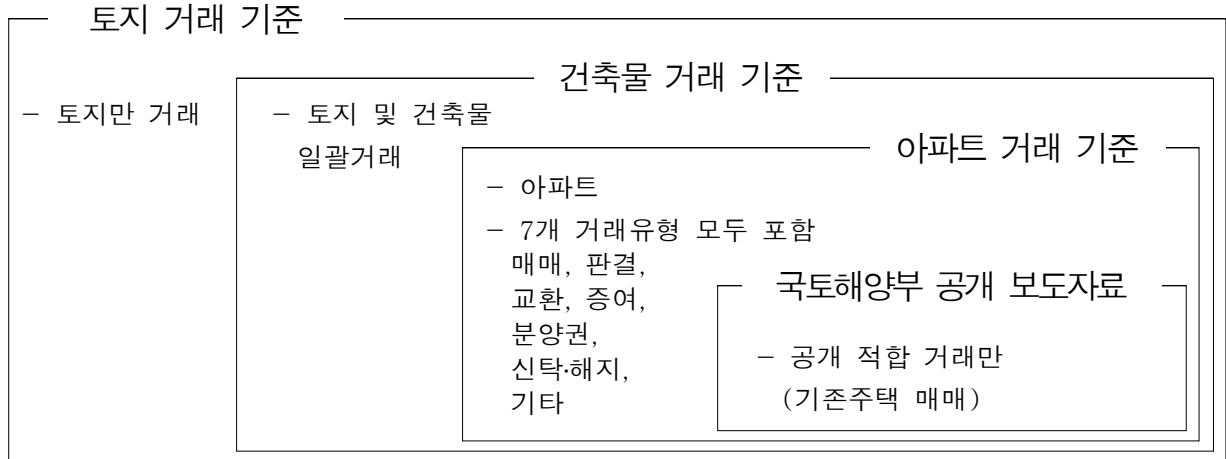 토지 거래 기준
건축물 거래 기준
– 토지만 거래
– 토지 및 건축물
일괄거래
아파트 거래 기준
– 아파트
– 7개 거래유형 모두 포함
매매, 판결,
교환, 증여,
분양권,
신탁·해지,
기타
국토해양부 공개 보도자료
– 공개 적합 거래만
(기존주택 매매)